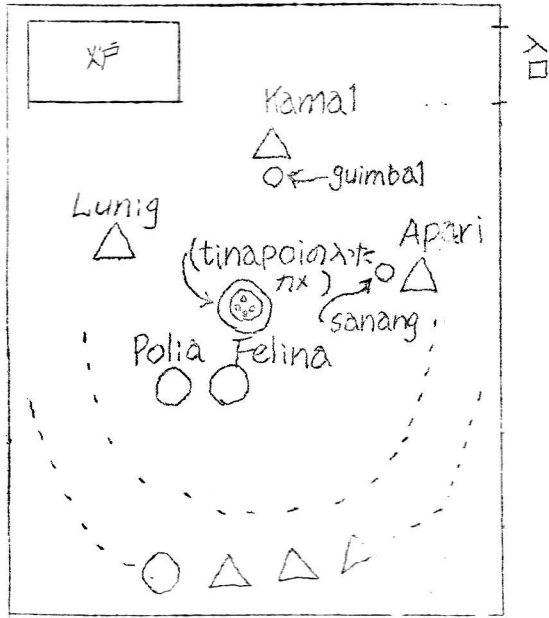 炉
入口
Kamal
guimbal
Lunig
Apari
(tinapoiの入った
カメ)
sanang
Polia Felina